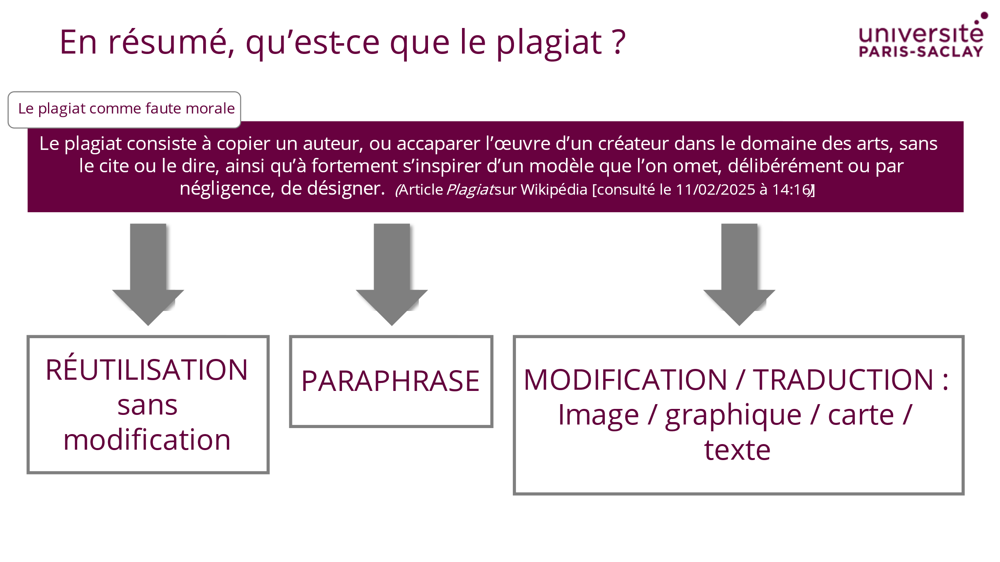 En résumé, qu’est-ce que le plagiat ?
université
PARIS-SACLAY
Le plagiat comme faute morale
Le plagiat consiste à copier un auteur, ou accaparer l’œuvre d’un créateur dans le domaine des arts, sans
le cite ou le dire, ainsi qu’à fortement s’inspirer d’un modèle que l’on omet, délibérément ou par
négligence, de désigner. (Article Plagiat sur Wikipédia [consulté le 11/02/2025 à 14:16])
RÉUTILISATION
sans
modification
PARAPHRASE
MODIFICATION / TRADUCTION :
Image / graphique / carte /
texte